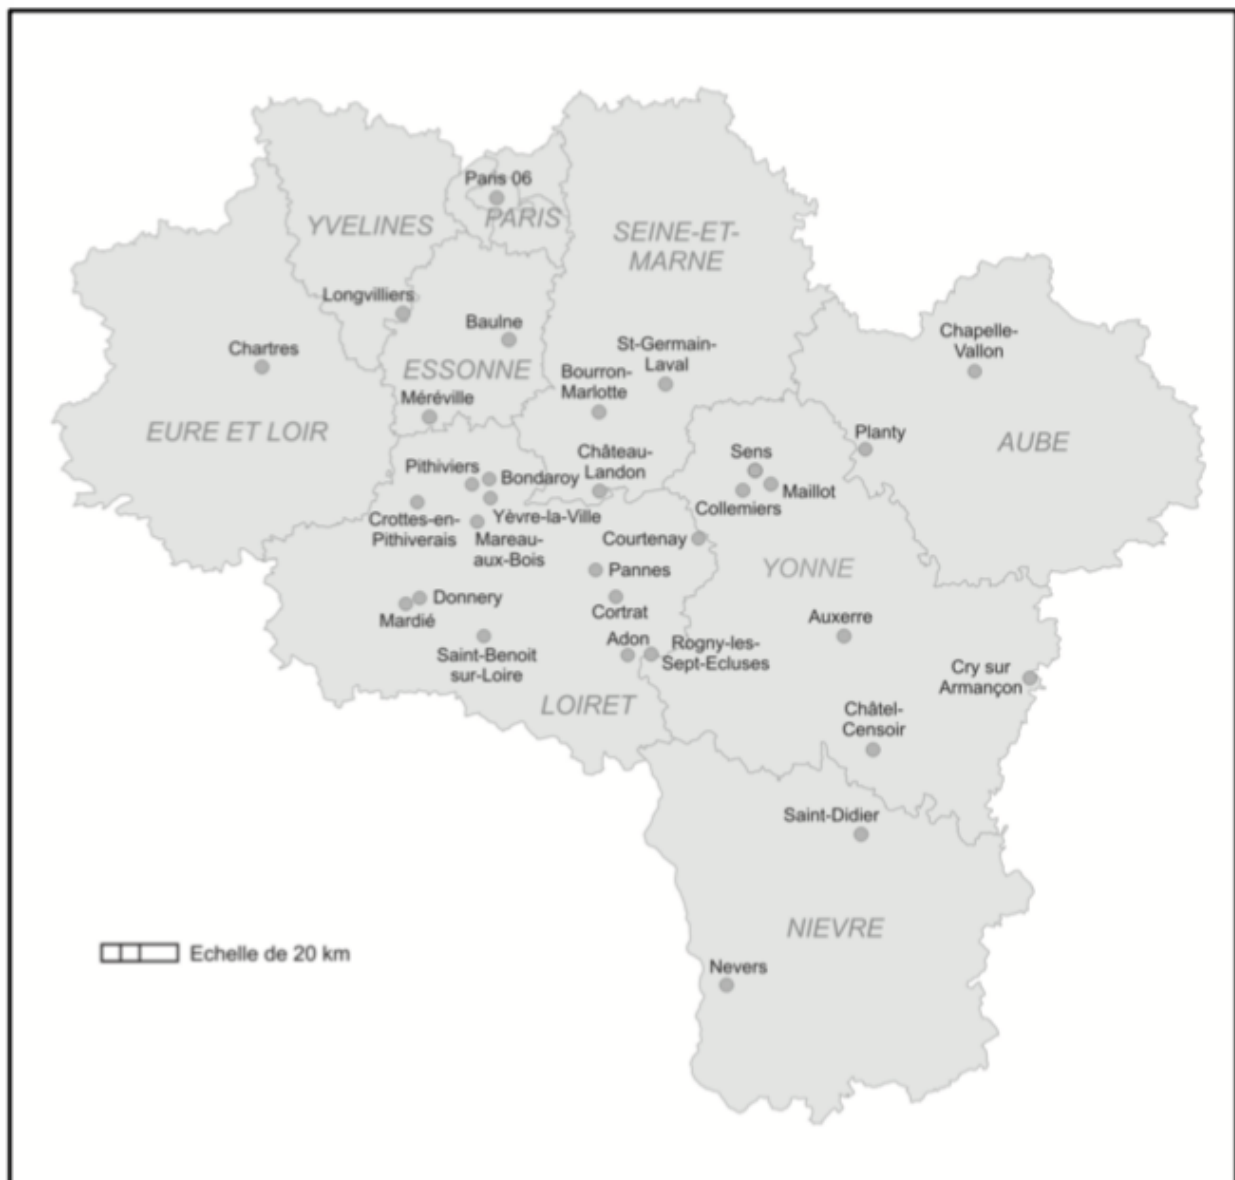 Paris 06
YVELINES
PARIS
SEINE-ET-
MARNE
Longvilliers
Baulne
Chapelle-
Vallon
St-Germain-
Laval
Chartres
ESSONNE
Bourron-
Marlotte
Méréville
EURE ET LOIR
Planty
AUBE
Sens
Château-
Landon
Pithiviers
Bondaroy
Maillot
Collemiers
Crottes-en-
Pithiverais
Yèvre-la-Ville
Mareau-
aux-Bois
Courtenay
Pannes
YONNE
Donnery
Mardié
Cortrat
Auxerre
Adon
Rogny-les-
Sept-Ecluses
Saint-Benoit
sur-Loire
Cry sur
Armançon
LOIRET
Châtel-
Censoir
Saint-Didier
NIEVRE
Echelle de 20 km
Nevers